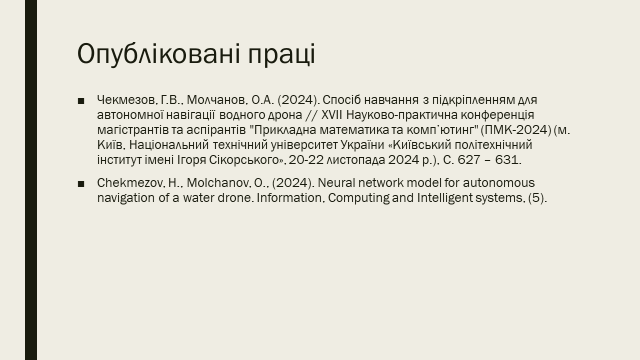 Опубліковані праці
■ Чекмезов, Г.В., Молчанов, О.А. (2024). Спосіб навчання з підкріпленням для
автономної навігації водного дрона // XVII Науково-практична конференція
магістрантів та аспірантів "Прикладна математика та комп'ютинг" (ПМК-2024) (м.
Київ, Національний технічний університет України «Київський політехнічний
інститут імені Ігоря Сікорського», 20-22 листопада 2024 р.), С. 627 – 631.
■ Chekmezov, H., Molchanov, O., (2024). Neural network model for autonomous
navigation of a water drone. Information, Computing and Intelligent systems, (5).